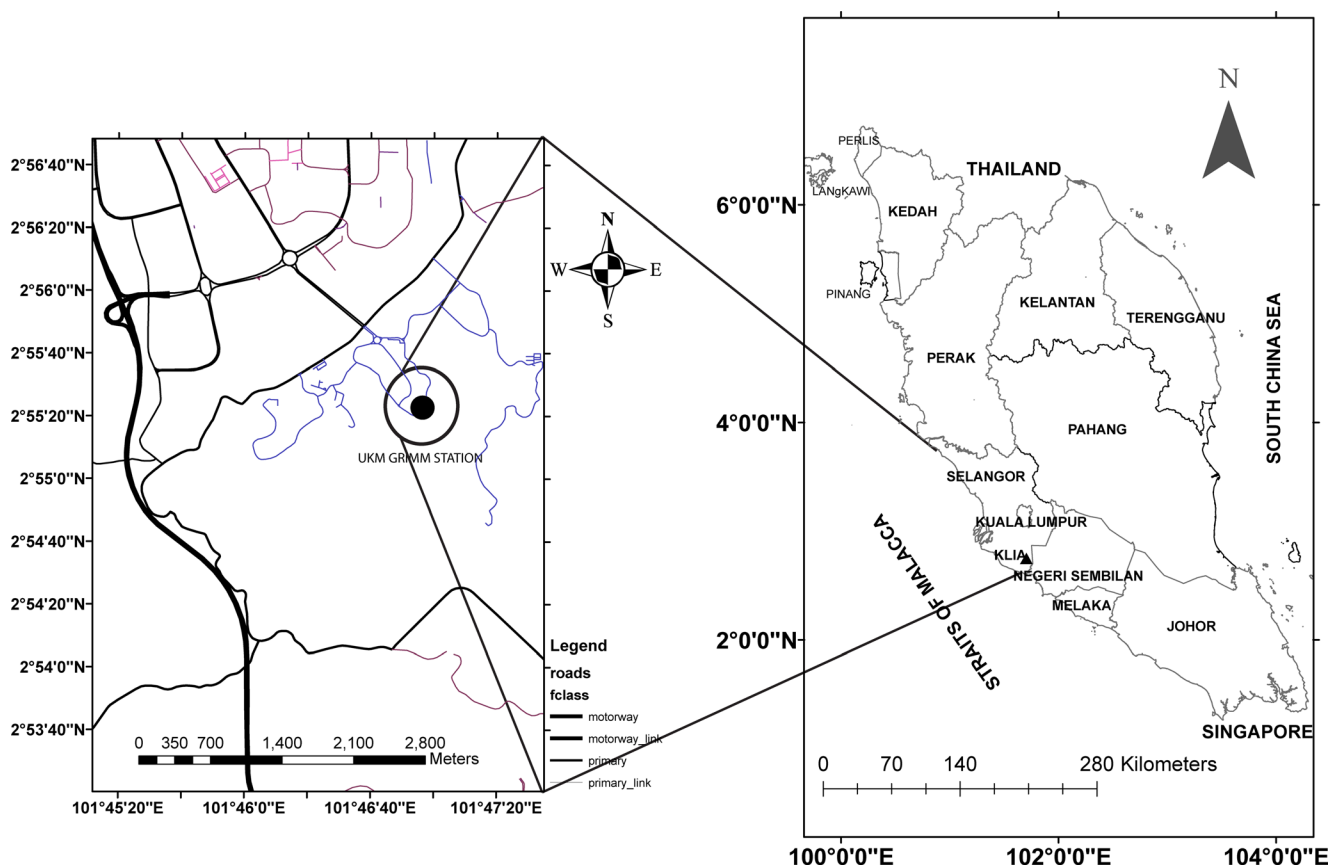 2°56'40"N
2°56'20"N
2°56'0"N
2°55'40"N
2°55'20"N
2°55'0"N
2°54'40"N
2°54'20"N
2°54'0"N
2°53'40"N
101°45'20"E
101°46'0"E
101°46'40"E
101°47'20"E
UKM GRIMM STATION
0 350 700 1,400 2,100 2,800
Meters
Legend
roads
fclass
motorway
motorway_link
primary
primary_link
N
W E
S
N
6°0'0"N
4°0'0"N
2°0'0"N
100°0'0"E
102°0'0"E
104°0'0"E
PERLIS
LANgKAWI
THAILAND
KEDAH
PINANG
KELANTAN
TERENGGANU
PERAK
PAHANG
SOUTH CHINA SEA
SELANGOR
KUALA LUMPUR
KLIA
NEGERI SEMBILAN
MELAKA
JOHOR
STRAITS OF MALACCA
SINGAPORE
0 70 140 280 Kilometers